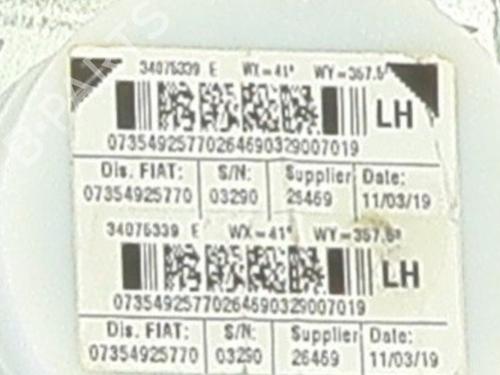 34075339 E WX=41° WY=357.5°
LH
07354925770264690329007019
Dis. FIAT: S/N: Supplier Date:
07354925770 03290 26469 11/03/19
34075339 E WX=41° WY=357.5°
LH
07354925770264690329007019
Dis. FIAT: S/N: Supplier Date:
07354925770 03290 26469 11/03/19
B-PARTS